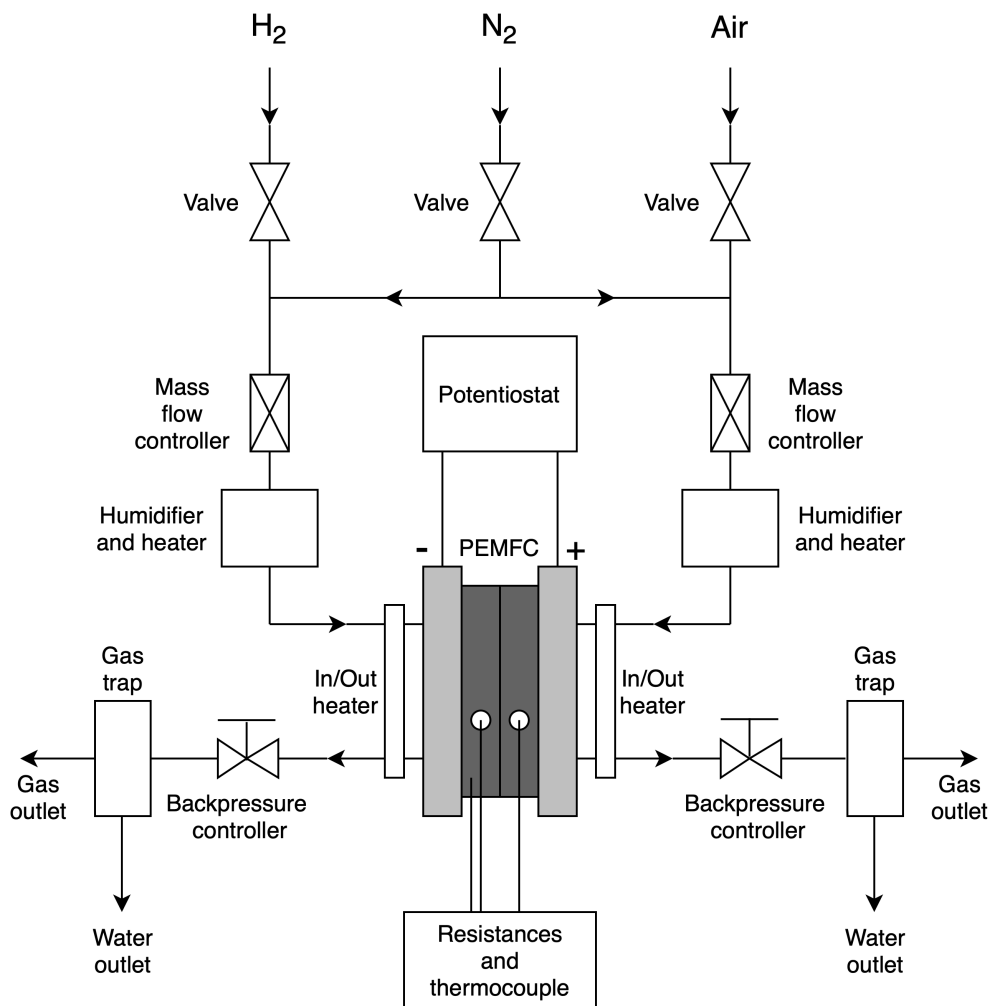 H₂
N₂
Air
Valve
Valve
Valve
Potentiostat
Mass
flow
controller
Mass
flow
controller
Humidifier
and heater
Humidifier
and heater
- PEMFC +
Gas
trap
In/Out
heater
In/Out
heater
Gas
trap
Gas
outlet
Backpressure
controller
Backpressure
controller
Gas
outlet
Water
outlet
Resistances
and
thermocouple
Water
outlet